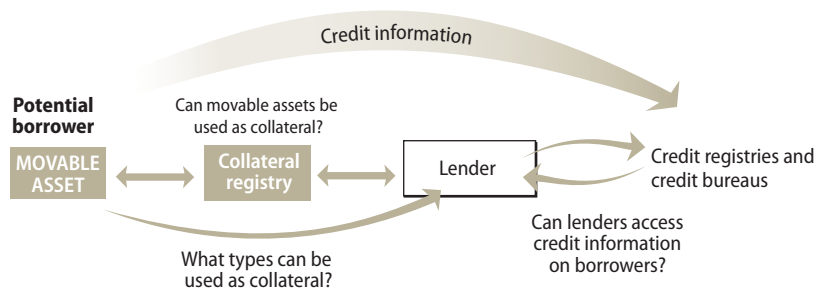 Credit information
Potential
borrower
MOVABLE
ASSET
Can movable assets be
used as collateral?
Collateral
registry
Lender
Credit registries and
credit bureaus
What types can be
used as collateral?
Can lenders access
credit information
on borrowers?